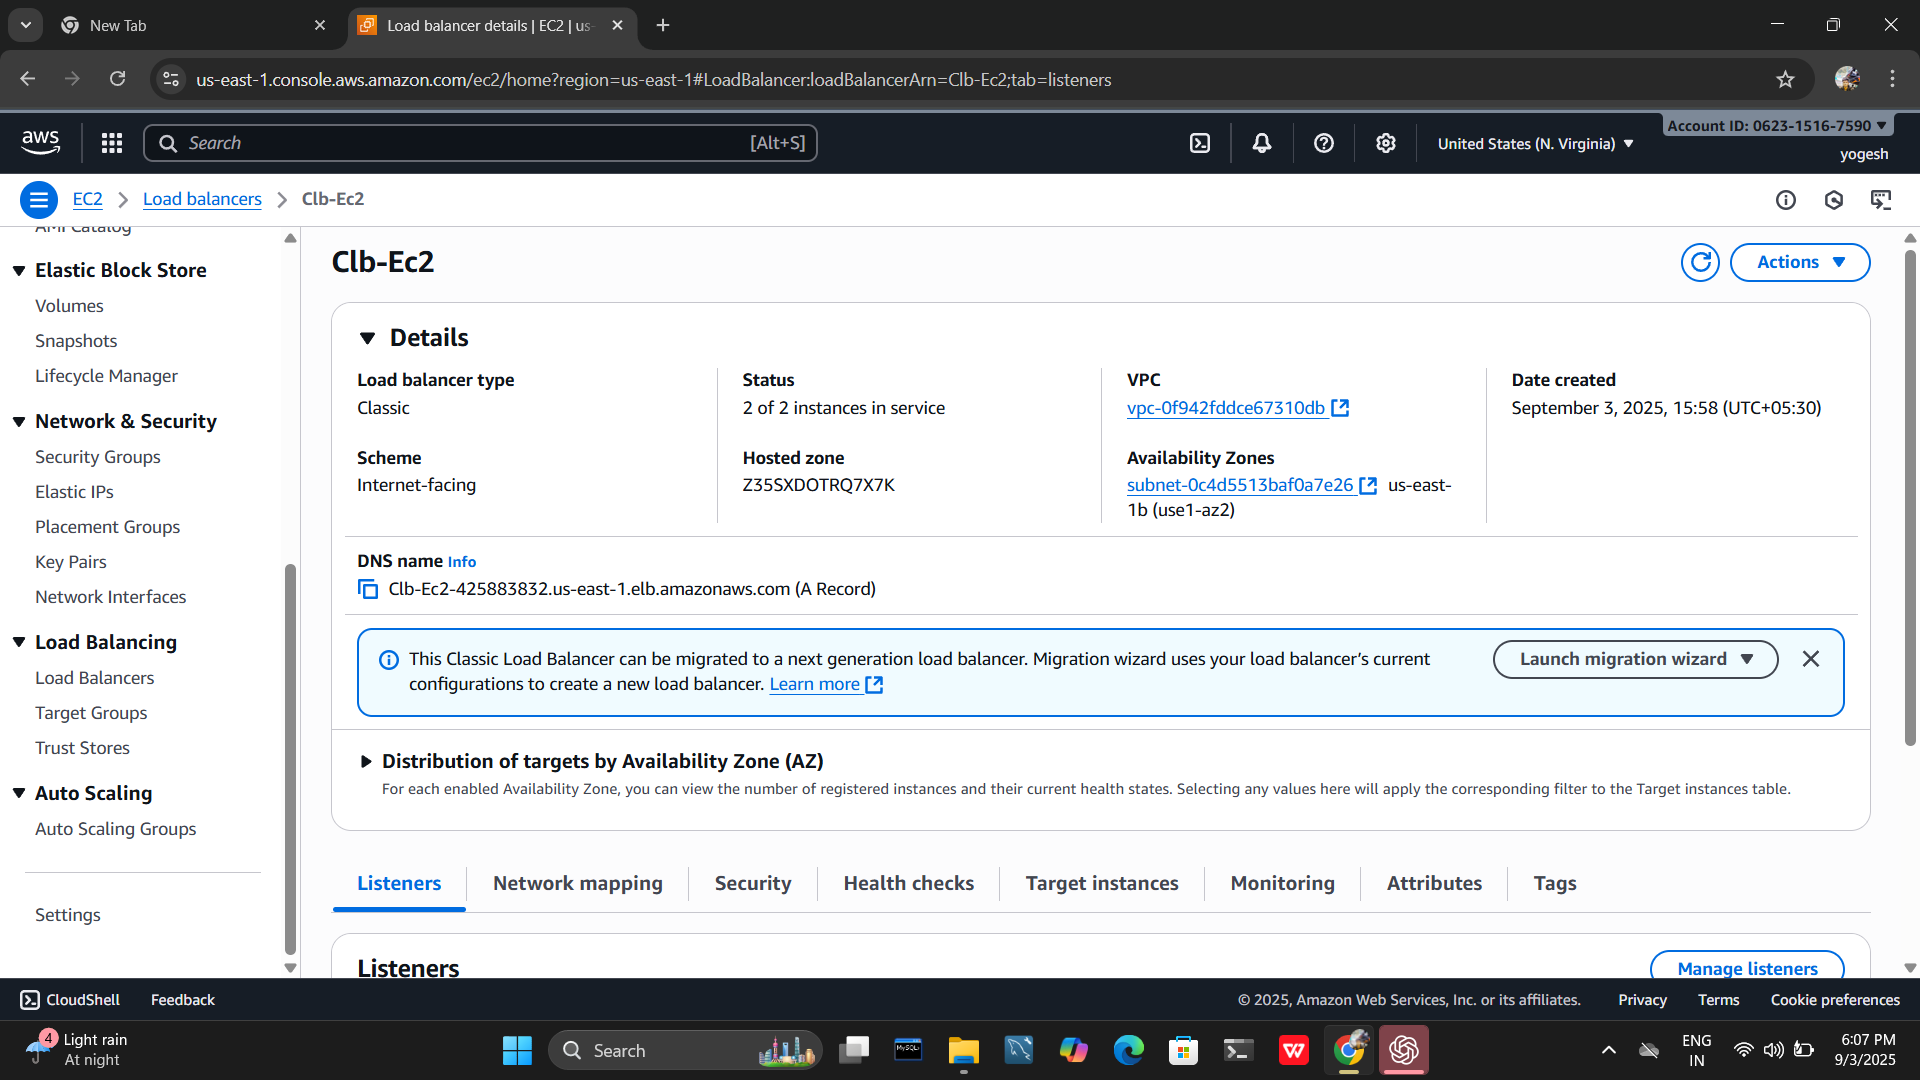 New Tab
Load balancer details | EC2 | us-
us-east-1.console.aws.amazon.com/ec2/home?region=us-east-1#LoadBalancer:loadBalancerArn=Clb-Ec2;tab=listeners
aws
Search
[Alt+S]
United States (N. Virginia)
Account ID: 0623-1516-7590
yogesh
EC2
Load balancers
Clb-Ec2
AMI Catalog
Elastic Block Store
Volumes
Snapshots
Lifecycle Manager
Network & Security
Security Groups
Elastic IPs
Placement Groups
Key Pairs
Network Interfaces
Load Balancing
Load Balancers
Target Groups
Trust Stores
Auto Scaling
Auto Scaling Groups
Settings
Clb-Ec2
Actions
Details
Load balancer type
Classic
Status
2 of 2 instances in service
VPC
vpc-0f942fddce67310db
Date created
September 3, 2025, 15:58 (UTC+05:30)
Scheme
Internet-facing
Hosted zone
Z35SXDOTRQ7X7K
Availability Zones
subnet-0c4d5513baf0a7e26 us-east-
1b (use1-az2)
DNS name Info
Clb-Ec2-425883832.us-east-1.elb.amazonaws.com (A Record)
This Classic Load Balancer can be migrated to a next generation load balancer. Migration wizard uses your load balancer's current
configurations to create a new load balancer. Learn more
Launch migration wizard
Distribution of targets by Availability Zone (AZ)
For each enabled Availability Zone, you can view the number of registered instances and their current health states. Selecting any values here will apply the corresponding filter to the Target instances table.
Listeners
Network mapping
Security
Health checks
Target instances
Monitoring
Attributes
Tags
Listeners
Manage listeners
CloudShell
Feedback
© 2025, Amazon Web Services, Inc. or its affiliates.
Privacy
Terms
Cookie preferences
4
Light rain
At night
Search
MySQL
W
ENG
IN
6:07 PM
9/3/2025